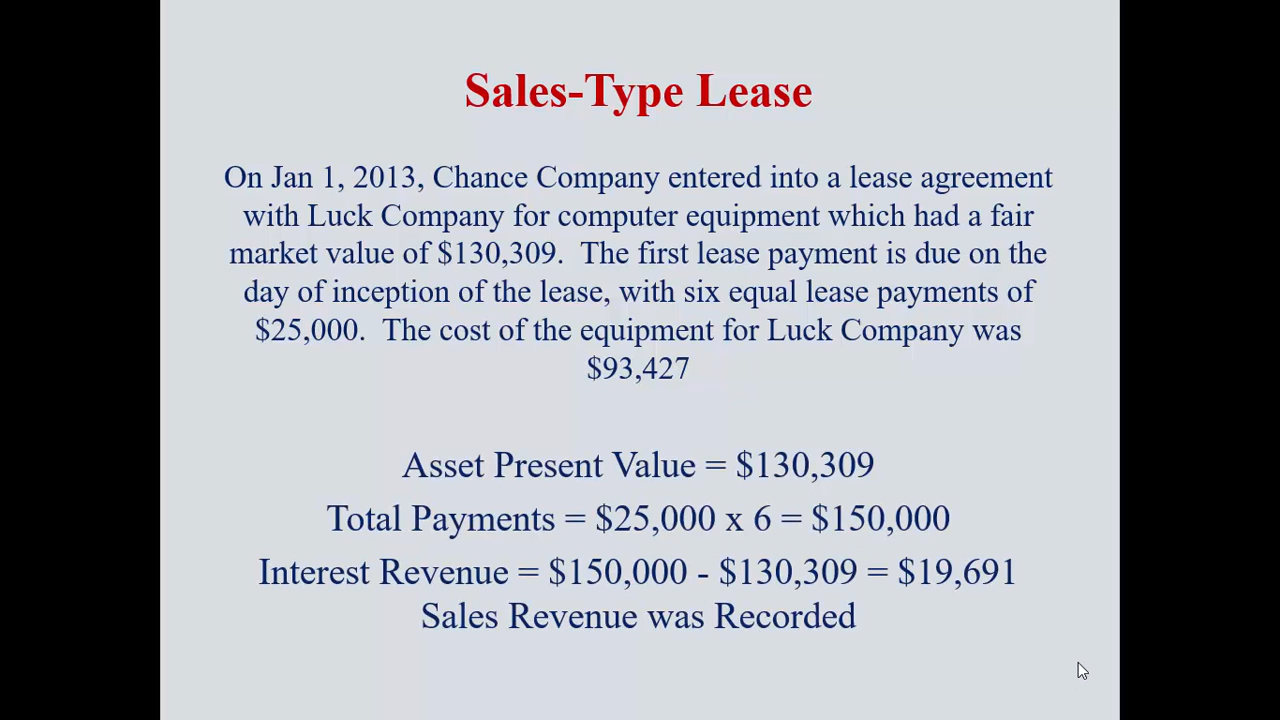 Sales-Type Lease
On Jan 1, 2013, Chance Company entered into a lease agreement
with Luck Company for computer equipment which had a fair
market value of $130,309.  The first lease payment is due on the
day of inception of the lease, with six equal lease payments of
$25,000.  The cost of the equipment for Luck Company was
$93,427
Asset Present Value = $130,309
Total Payments = $25,000 x 6 = $150,000
Interest Revenue = $150,000 - $130,309 = $19,691
Sales Revenue was Recorded